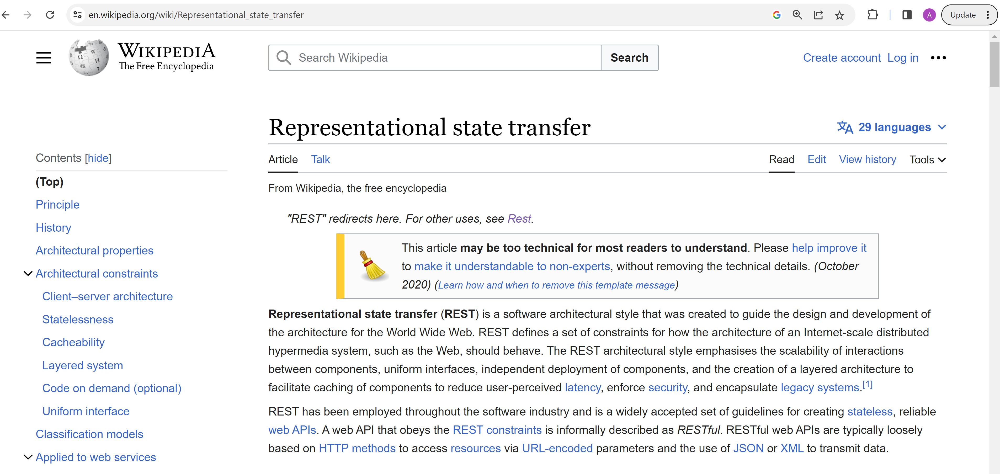 en.wikipedia.org/wiki/Representational_state_transfer
A
Update
WIKIPEDIA
The Free Encyclopedia
Search Wikipedia
Search
Create account Log in
Representational state transfer
29 languages
Contents [hide]
(Top)
Principle
History
Architectural properties
Architectural constraints
Client–server architecture
Statelessness
Cacheability
Layered system
Code on demand (optional)
Uniform interface
Classification models
Applied to web services
Article Talk
Read Edit View history Tools
From Wikipedia, the free encyclopedia
"REST" redirects here. For other uses, see Rest.
This article may be too technical for most readers to understand. Please help improve it
to make it understandable to non-experts, without removing the technical details. (October
2020) (Learn how and when to remove this template message)
Representational state transfer (REST) is a software architectural style that was created to guide the design and development of
the architecture for the World Wide Web. REST defines a set of constraints for how the architecture of an Internet-scale distributed
hypermedia system, such as the Web, should behave. The REST architectural style emphasises the scalability of interactions
between components, uniform interfaces, independent deployment of components, and the creation of a layered architecture to
facilitate caching of components to reduce user-perceived latency, enforce security, and encapsulate legacy systems.[1]
REST has been employed throughout the software industry and is a widely accepted set of guidelines for creating stateless, reliable
web APIs. A web API that obeys the REST constraints is informally described as RESTful. RESTful web APIs are typically loosely
based on HTTP methods to access resources via URL-encoded parameters and the use of JSON or XML to transmit data.